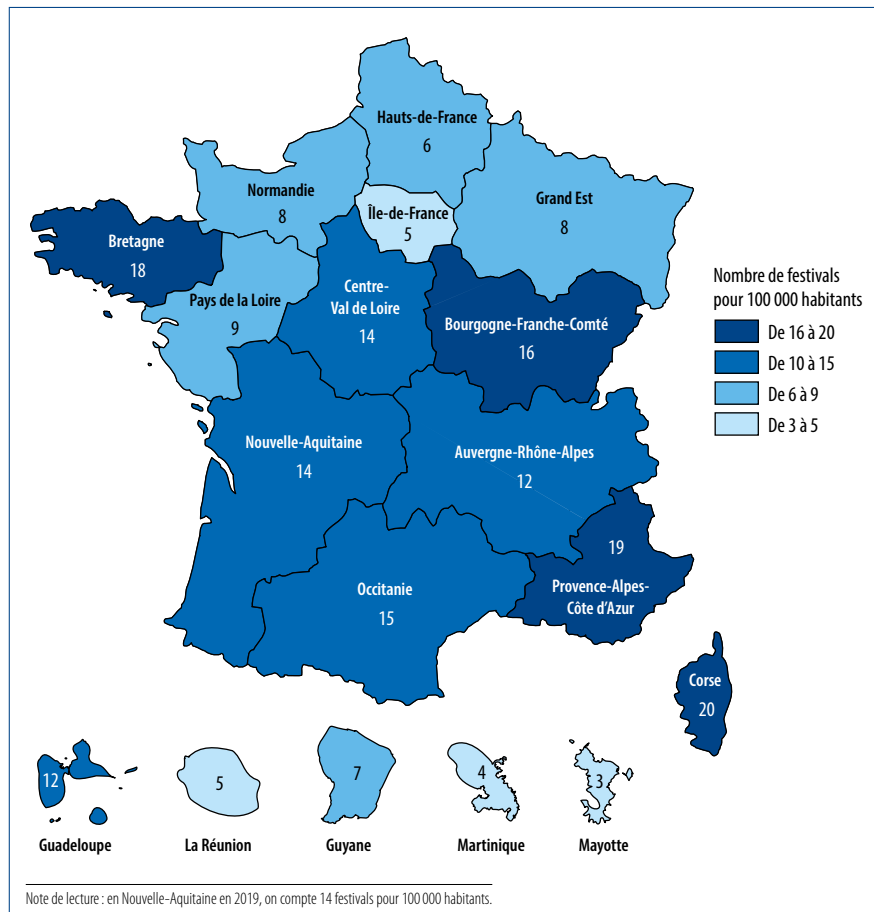 Hauts-de-France
6
Normandie
8
Île-de-France
5
Grand Est
8
Bretagne
18
Pays de la Loire
9
Centre-
Val de Loire
14
Bourgogne-Franche-Comté
16
Nombre de festivals
pour 100 000 habitants
De 16 à 20
De 10 à 15
De 6 à 9
De 3 à 5
Nouvelle-Aquitaine
14
Auvergne-Rhône-Alpes
12
19
Provence-Alpes-
Côte d'Azur
Occitanie
15
Corse
20
12
Guadeloupe
5
La Réunion
7
Guyane
4
Martinique
3
Mayotte
Note de lecture : en Nouvelle-Aquitaine en 2019, on compte 14 festivals pour 100 000 habitants.